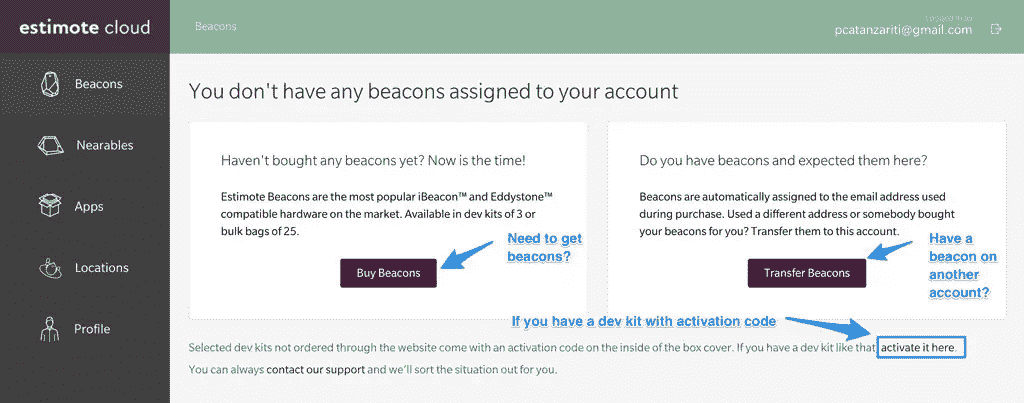 estimote cloud
Beacons
pcatanzariti@gmail.com
Beacons
Nearables
Apps
Locations
Profile
You don't have any beacons assigned to your account
Haven't bought any beacons yet? Now is the time!
Estimote Beacons are the most popular iBeacon™ and Eddystone™
compatible hardware on the market. Available in dev kits of 3 or
bulk bags of 25.
Need to get
beacons?
Buy Beacons
Do you have beacons and expected them here?
Beacons are automatically assigned to the email address used
during purchase. Used a different address or somebody bought
your beacons for you? Transfer them to this account.
Have a
beacon on
another
account?
Transfer Beacons
If you have a dev kit with activation code
Selected dev kits not ordered through the website come with an activation code on the inside of the box cover. If you have a dev kit like that activate it here.
You can always contact our support and we'll sort the situation out for you.